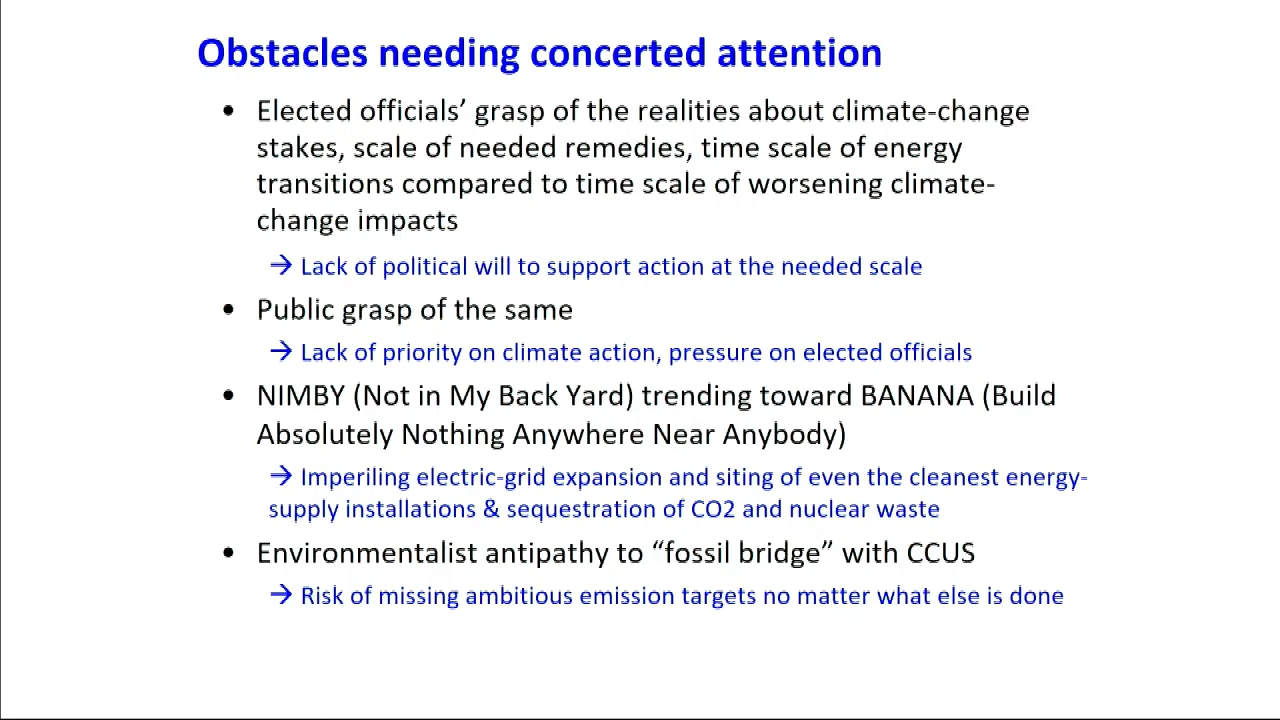 Obstacles needing concerted attention
• Elected officials’ grasp of the realities about climate-change
stakes, scale of needed remedies, time scale of energy
transitions compared to time scale of worsening climate-
change impacts
→ Lack of political will to support action at the needed scale
• Public grasp of the same
→ Lack of priority on climate action, pressure on elected officials
• NIMBY (Not in My Back Yard) trending toward BANANA (Build
Absolutely Nothing Anywhere Near Anybody)
→ Imperiling electric-grid expansion and siting of even the cleanest energy-
supply installations & sequestration of CO2 and nuclear waste
• Environmentalist antipathy to “fossil bridge” with CCUS
→ Risk of missing ambitious emission targets no matter what else is done